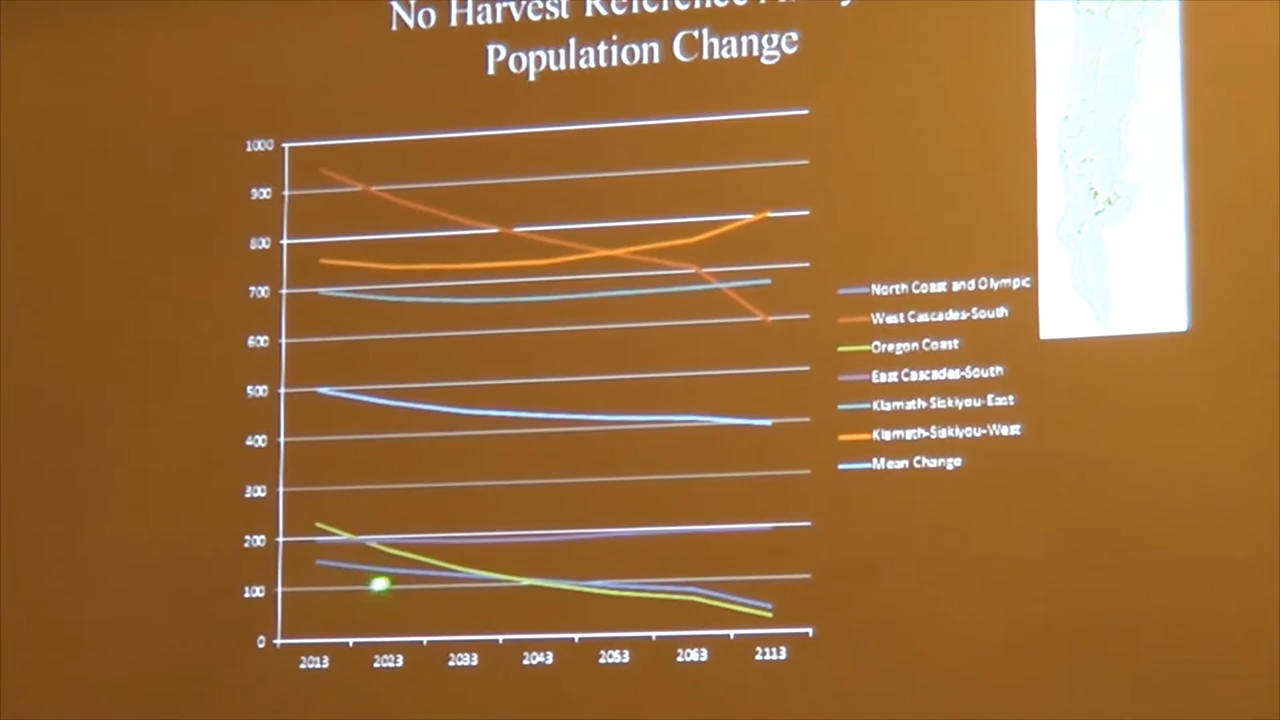 No Harvest Reference
Population Change
1000
900
800
700
600
500
400
300
200
100
0
2013 2023 2033 2043 2053 2063 2113
North Coast and Olympic
West Cascades-South
Oregon Coast
East Cascades-South
Klamath-Siskiyou-East
Klamath-Siskiyou-West
Mean Change